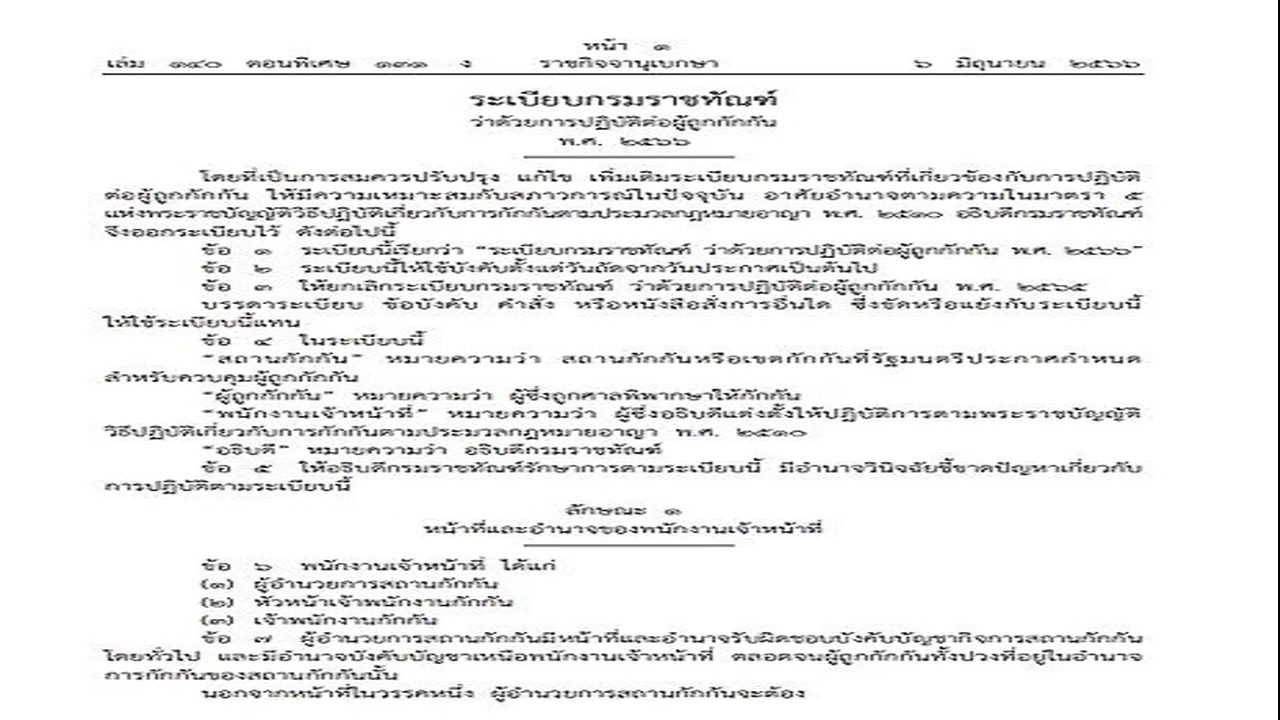 หน้า ๑
เล่ม ๑๔๐ ตอนพิเศษ ๑๓๑ ง ราชกิจจานุเบกษา ๖ มิถุนายน ๒๕๖๖
ระเบียบกรมราชทัณฑ์
ว่าด้วยการปฏิบัติต่อผู้ถูกกักกัน
พ.ศ. ๒๕๖๖
โดยที่เป็นการสมควรปรับปรุง แก้ไข เพิ่มเติมระเบียบกรมราชทัณฑ์ที่เกี่ยวข้องกับการปฏิบัติ
ต่อผู้ถูกกักกัน ให้มีความเหมาะสมกับสภาวการณ์ในปัจจุบัน อาศัยอำนาจตามความในมาตรา ๕
แห่งพระราชบัญญัติวิธีปฏิบัติเกี่ยวกับการกักกันตามประมวลกฎหมายอาญา พ.ศ. ๒๕๑๐ อธิบดีกรมราชทัณฑ์
จึงออกระเบียบไว้ ดังต่อไปนี้
ข้อ ๑ ระเบียบนี้เรียกว่า “ระเบียบกรมราชทัณฑ์ ว่าด้วยการปฏิบัติต่อผู้ถูกกักกัน พ.ศ. ๒๕๖๖”
ข้อ ๒ ระเบียบนี้ให้ใช้บังคับตั้งแต่วันถัดจากวันประกาศเป็นต้นไป
ข้อ ๓ ให้ยกเลิกระเบียบกรมราชทัณฑ์ ว่าด้วยการปฏิบัติต่อผู้ถูกกักกัน พ.ศ. ๒๕๖๕
บรรดาระเบียบ ข้อบังคับ คำสั่ง หรือหนังสือสั่งการอื่นใด ซึ่งขัดหรือแย้งกับระเบียบนี้
ให้ใช้ระเบียบนี้แทน
ข้อ ๔ ในระเบียบนี้
“สถานกักกัน” หมายความว่า สถานกักกันหรือเขตกักกันที่รัฐมนตรีประกาศกำหนด
สำหรับควบคุมผู้ถูกกักกัน
“ผู้ถูกกักกัน” หมายความว่า ผู้ซึ่งถูกศาลพิพากษาให้กักกัน
“พนักงานเจ้าหน้าที่” หมายความว่า ผู้ซึ่งอธิบดีแต่งตั้งให้ปฏิบัติการตามพระราชบัญญัติ
วิธีปฏิบัติเกี่ยวกับการกักกันตามประมวลกฎหมายอาญา พ.ศ. ๒๕๑๐
“อธิบดี” หมายความว่า อธิบดีกรมราชทัณฑ์
ข้อ ๕ ให้อธิบดีกรมราชทัณฑ์รักษาการตามระเบียบนี้ มีอำนาจวินิจฉัยชี้ขาดปัญหาเกี่ยวกับ
การปฏิบัติตามระเบียบนี้
ลักษณะ ๑
หน้าที่และอำนาจของพนักงานเจ้าหน้าที่
ข้อ ๖ พนักงานเจ้าหน้าที่ ได้แก่
(๑) ผู้อำนวยการสถานกักกัน
(๒) หัวหน้าเจ้าพนักงานกักกัน
(๓) เจ้าพนักงานกักกัน
ข้อ ๗ ผู้อำนวยการสถานกักกันมีหน้าที่และอำนาจรับผิดชอบบังคับบัญชากิจการสถานกักกัน
โดยทั่วไป และมีอำนาจบังคับบัญชาเหนือพนักงานเจ้าหน้าที่ ตลอดจนผู้ถูกกักกันทั้งปวงที่อยู่ในอำนาจ
การกักกันของสถานกักกันนั้น
นอกจากหน้าที่ในวรรคหนึ่ง ผู้อำนวยการสถานกักกันจะต้อง